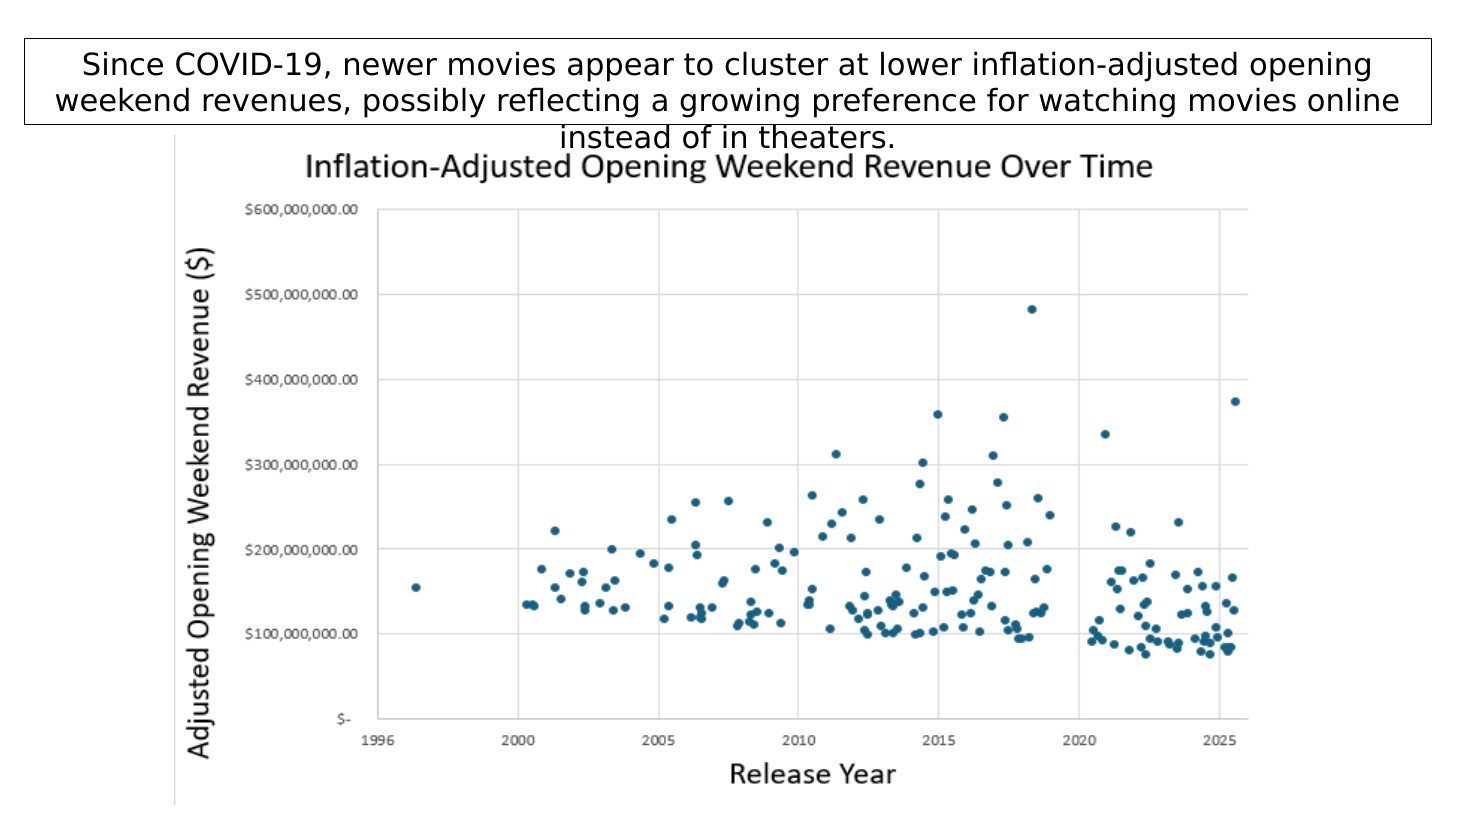 Since COVID-19, newer movies appear to cluster at lower inflation-adjusted opening
weekend revenues, possibly reflecting a growing preference for watching movies online
instead of in theaters.
Inflation-Adjusted Opening Weekend Revenue Over Time
Adjusted Opening Weekend Revenue ($)
$600,000,000.00
$500,000,000.00
$400,000,000.00
$300,000,000.00
$200,000,000.00
$100,000,000.00
$-
1996 2000 2005 2010 2015 2020 2025
Release Year